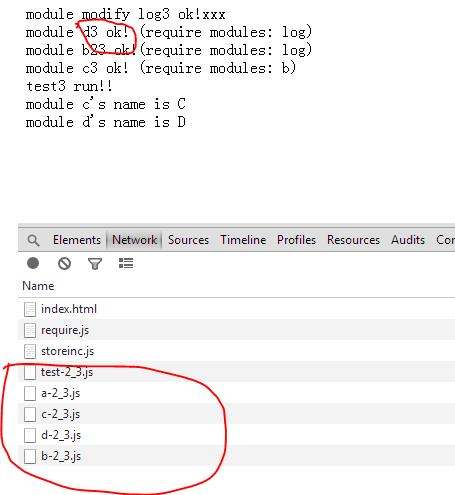 module modify log3 ok!xxx
module d3 ok! (require modules: log)
module b23 ok!(require modules: log)
module c3 ok! (require modules: b)
test3 run!!
module c's name is C
module d's name is D
Elements Network Sources Timeline Profiles Resources Audits Con
Name
index.html
require.js
storeinc.js
test-2_3.js
a-2_3.js
c-2_3.js
d-2_3.js
b-2_3.js